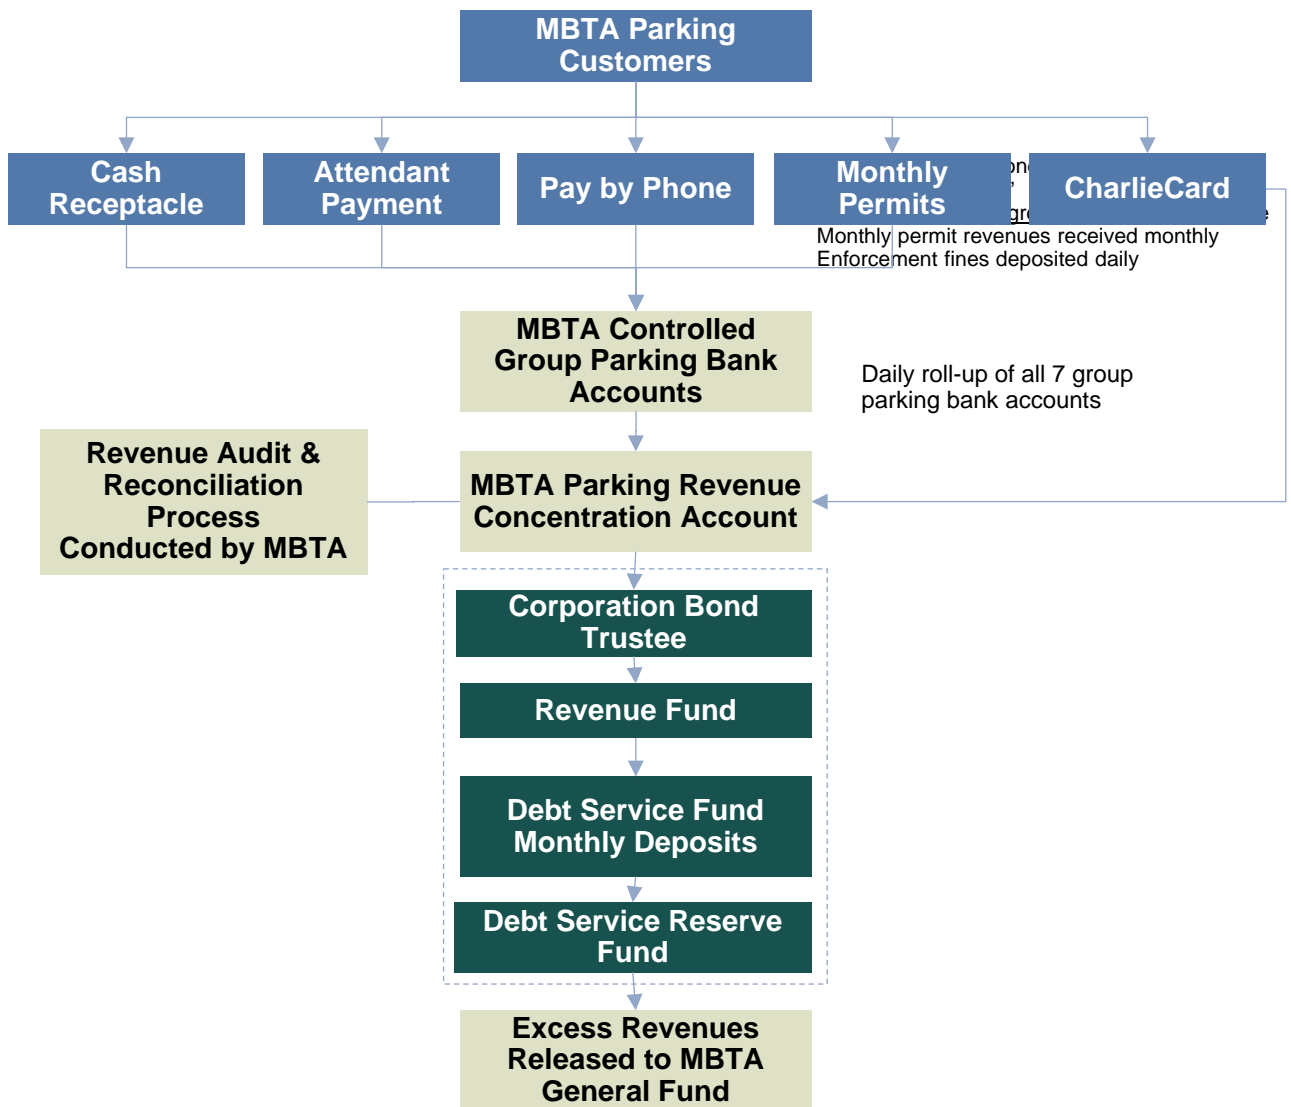 MBTA Parking
Customers
Cash
Receptacle
Attendant
Payment
Pay by Phone
Monthly
Permits
CharlieCard
Monthly permit revenues received monthly
Enforcement fines deposited daily
MBTA Controlled
Group Parking Bank
Accounts
Daily roll-up of all 7 group
parking bank accounts
Revenue Audit &
Reconciliation
Process
Conducted by MBTA
MBTA Parking Revenue
Concentration Account
Corporation Bond
Trustee
Revenue Fund
Debt Service Fund
Monthly Deposits
Debt Service Reserve
Fund
Excess Revenues
Released to MBTA
General Fund